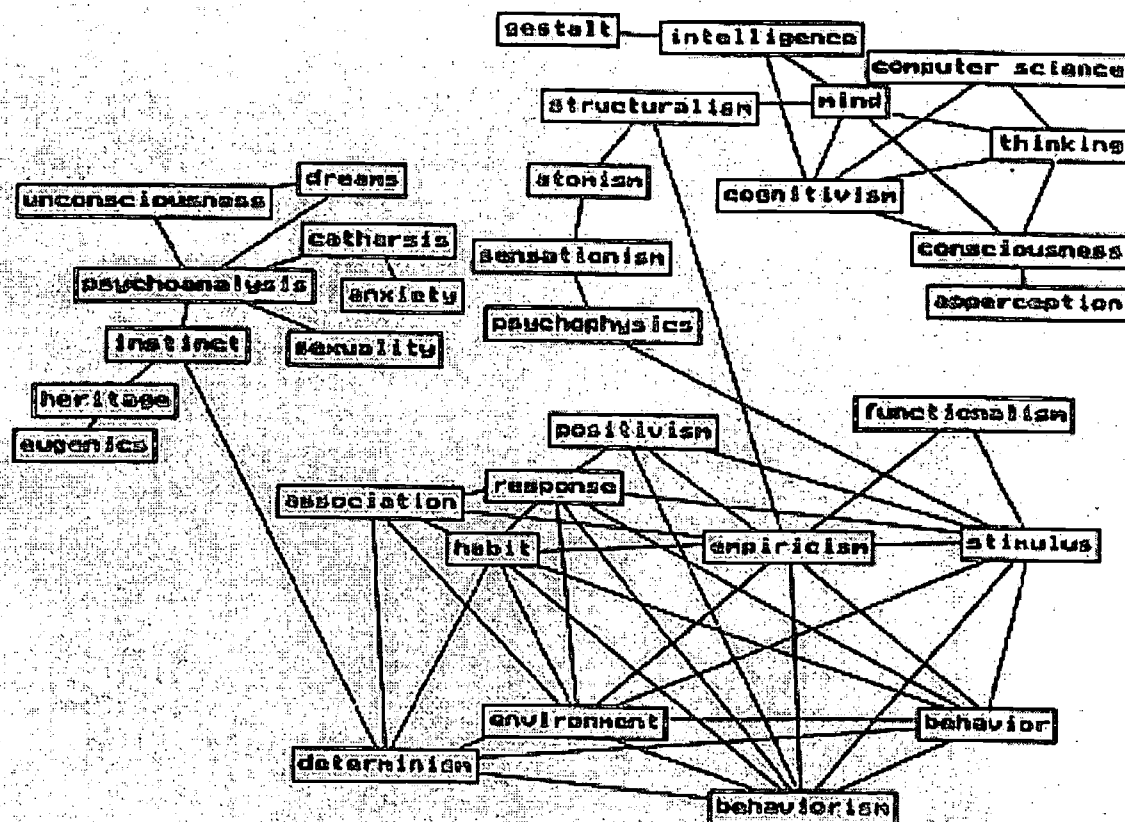 gestalt
intelligence
computer science
structuralism
mind
thinking
dreams
atomism
cognitivism
unconsciousness
catharsis
sensationism
consciousness
psychoanalysis
anxiety
apperception
psychophysics
instinct
sexuality
heritage
functionalism
eugenics
positivism
response
association
habit
empiricism
stimulus
environment
behavior
determinism
behaviorism